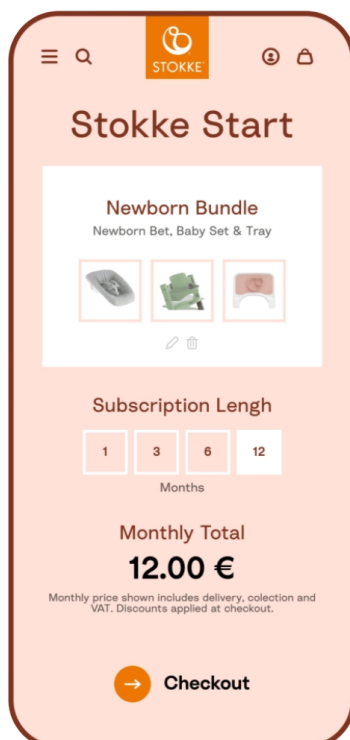 STOKKE
Stokke Start
Newborn Bundle
Newborn Bet, Baby Set & Tray
Subscription Lengh
1 3 6 12
Months
Monthly Total
12.00 €
Monthly price shown includes delivery, colection and
VAT. Discounts applied at checkout.
Checkout